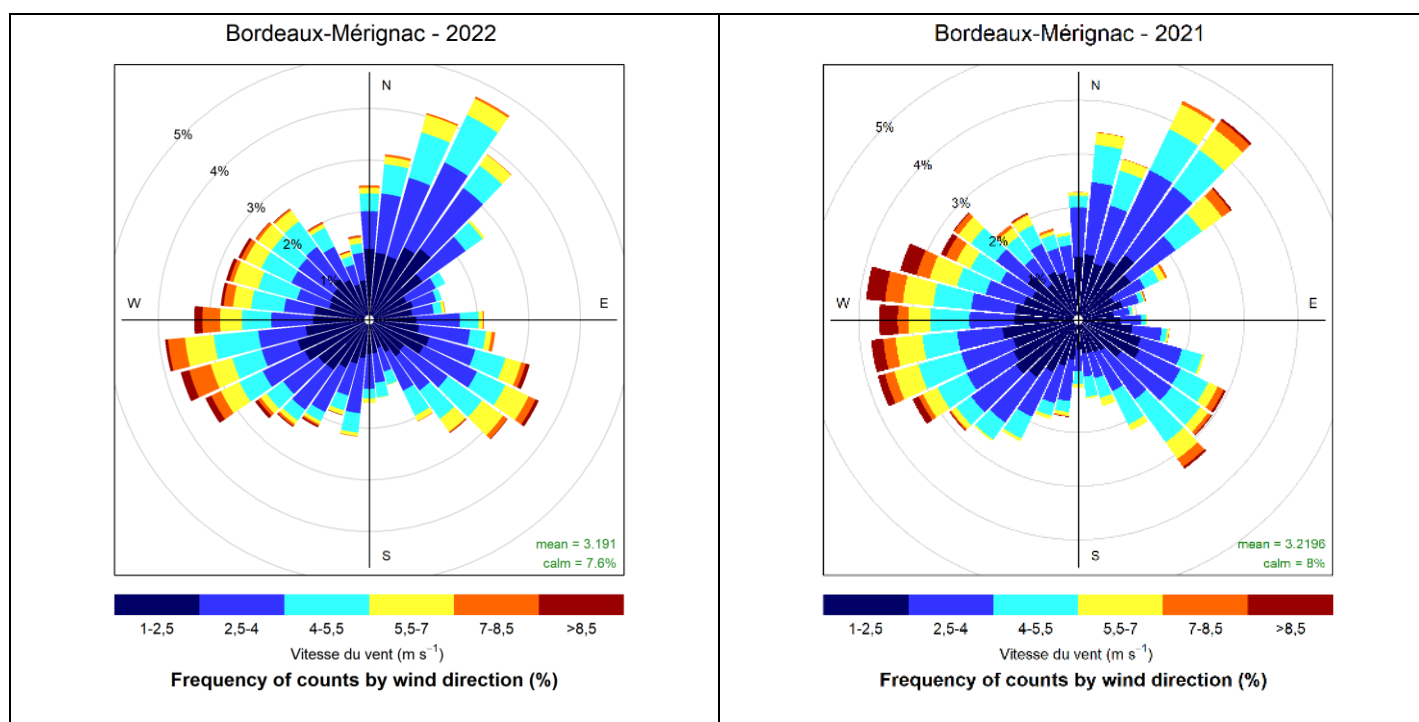 Bordeaux-Mérignac - 2022
N
5%
4%
3%
2%
1%
W
E
S
mean = 3.191
calm = 7.6%
1-2,5 2,5-4 4-5,5 5,5-7 7-8,5 >8,5
Vitesse du vent (m s⁻¹)
Frequency of counts by wind direction (%)
Bordeaux-Mérignac - 2021
N
5%
4%
3%
2%
1%
W
E
S
mean = 3.2196
calm = 8%
1-2,5 2,5-4 4-5,5 5,5-7 7-8,5 >8,5
Vitesse du vent (m s⁻¹)
Frequency of counts by wind direction (%)